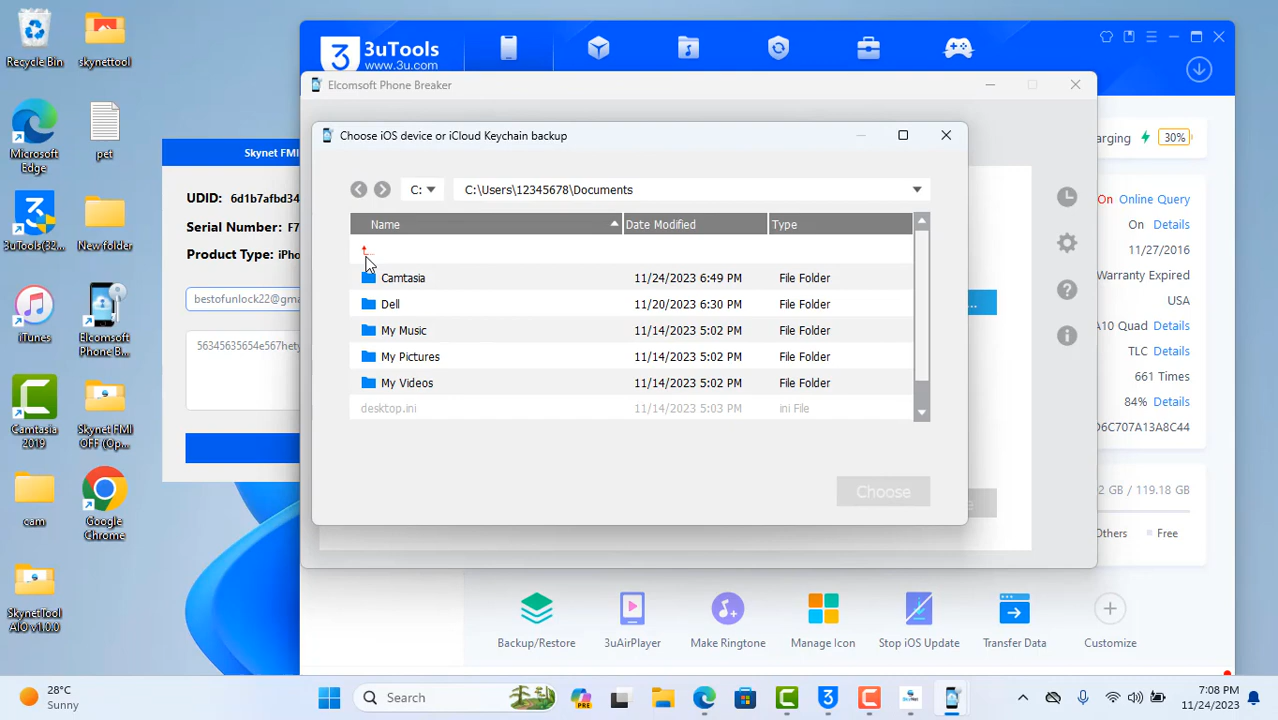 Recycle Bin
skynettool
Microsoft
Edge
pet
3uTools(32...
New folder
iTunes
Elcomsoft
Phone B...
Camtasia
2019
Skynet FMI
OFF (Op...
cam
Google
Chrome
SkynetTool
AIO v1.0.0
Skynet FMI
UDID: 6d1b7afbd34
Serial Number: F7
Product Type: iPho
bestofunlock22@gma
56345635654e567hety
3 3uTools
www.3u.com
Elcomsoft Phone Breaker
Choose iOS device or iCloud Keychain backup
C: C:\Users\12345678\Documents
Name Date Modified Type
Camtasia 11/24/2023 6:49 PM File Folder
Dell 11/20/2023 6:30 PM File Folder
My Music 11/14/2023 5:02 PM File Folder
My Pictures 11/14/2023 5:02 PM File Folder
My Videos 11/14/2023 5:02 PM File Folder
desktop.ini 11/14/2023 5:03 PM ini File
Choose
...
arging 30%
On Online Query
On Details
11/27/2016
Warranty Expired
USA
A10 Quad Details
TLC Details
661 Times
84% Details
D6C707A13A8C44
2 GB / 119.18 GB
Others Free
Backup/Restore
3uAirPlayer
Make Ringtone
Manage Icon
Stop iOS Update
Transfer Data
Customize
28°C
Sunny
Search
PRE
7:08 PM
11/24/2023